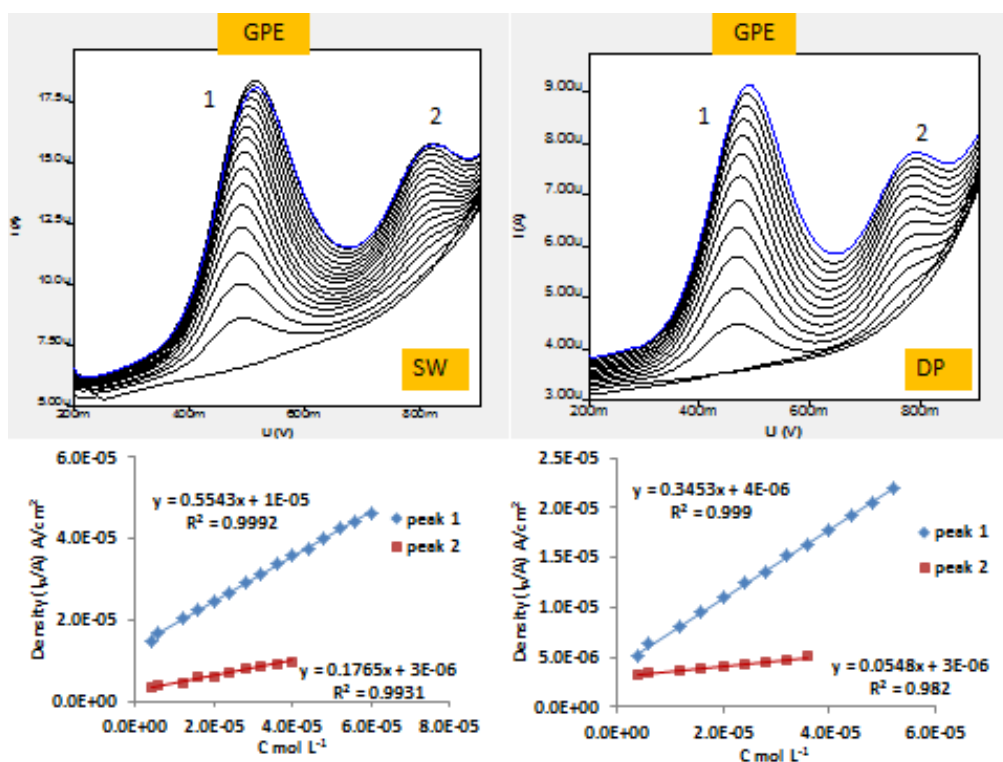 GPE
1
2
17.5u
15.0u
12.5u
10.0u
7.50u
5.00u
SW
200m
400m
600m
800m
U (V)
GPE
1
2
9.00u
8.00u
7.00u
6.00u
5.00u
4.00u
3.00u
I (A)
DP
200m
400m
600m
800m
U (V)
6.0E-05
4.0E-05
2.0E-05
0.0E+00
Density (Iₚ/A) A/cm²
y = 0.5543x + 1E-05
R² = 0.9992
peak 1
peak 2
y = 0.1765x + 3E-06
R² = 0.9931
0.0E+00 2.0E-05 4.0E-05 6.0E-05 8.0E-05
C mol L⁻¹
2.5E-05
2.0E-05
1.5E-05
1.0E-05
5.0E-06
0.0E+00
Density (Iₚ/A) A/cm²
y = 0.3453x + 4E-06
R² = 0.999
peak 1
peak 2
y = 0.0548x + 3E-06
R² = 0.982
0.0E+00 2.0E-05 4.0E-05 6.0E-05
C mol L⁻¹